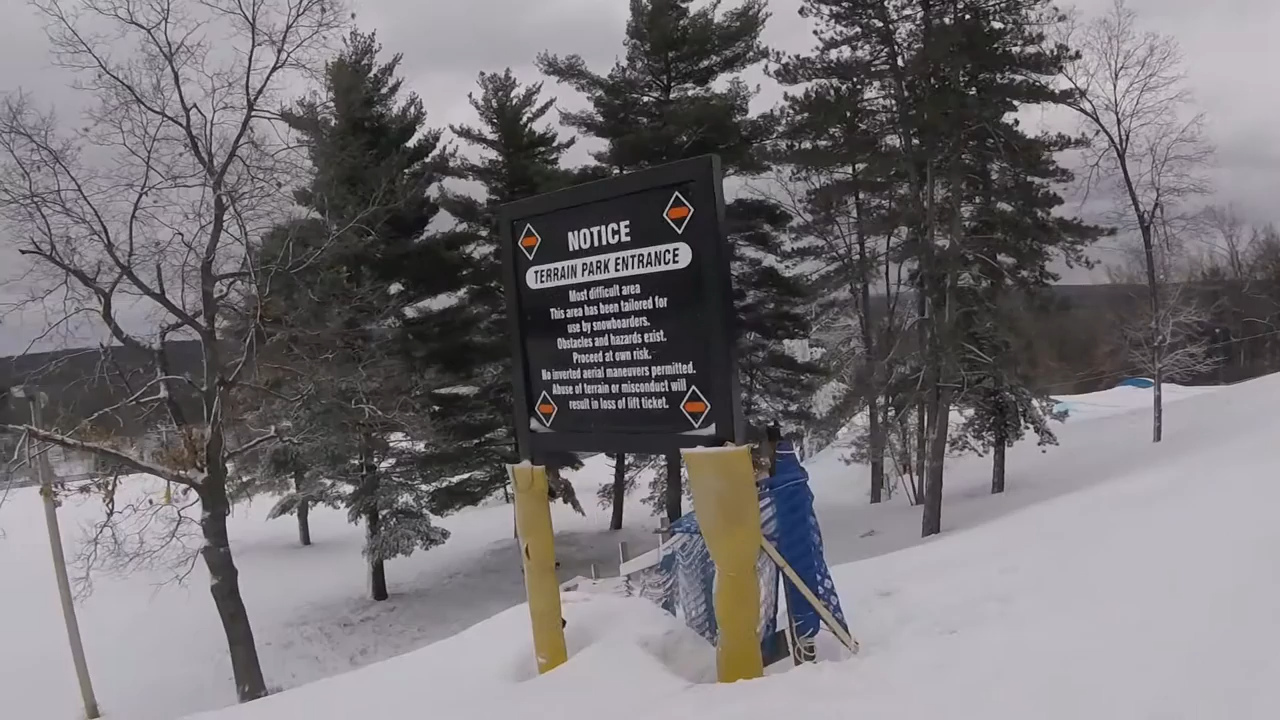 NOTICE
TERRAIN PARK ENTRANCE
Most difficult area
This area has been tailored for
use by snowboarders.
Obstacles and hazards exist.
Proceed at own risk.
No inverted aerial maneuvers permitted.
Abuse of terrain or misconduct will
result in loss of lift ticket.